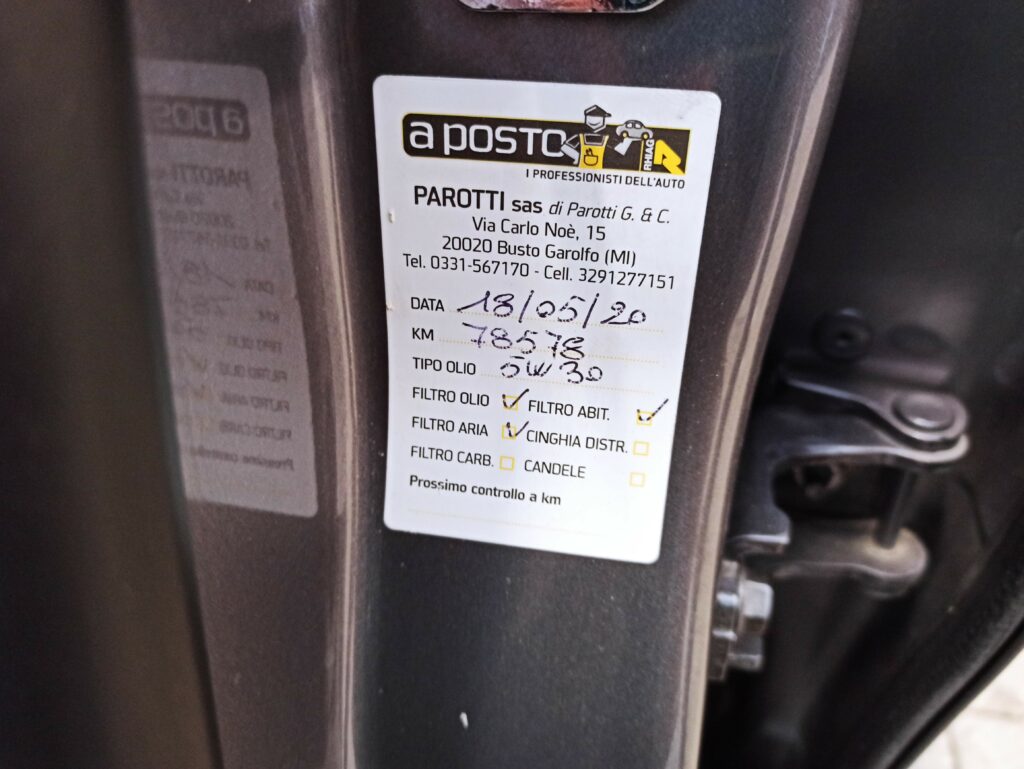 a posto
RHIAG
I PROFESSIONISTI DELL'AUTO
PAROTTI sas di Parotti G. & C.
Via Carlo Noè, 15
20020 Busto Garolfo (MI)
Tel. 0331-567170 - Cell. 3291277151
DATA 18/05/20
KM 78578
TIPO OLIO 5W30
FILTRO OLIO ✓ FILTRO ABIT. ✓
FILTRO ARIA ✓ CINGHIA DISTR.
FILTRO CARB. CANDELE
Prossimo controllo a km